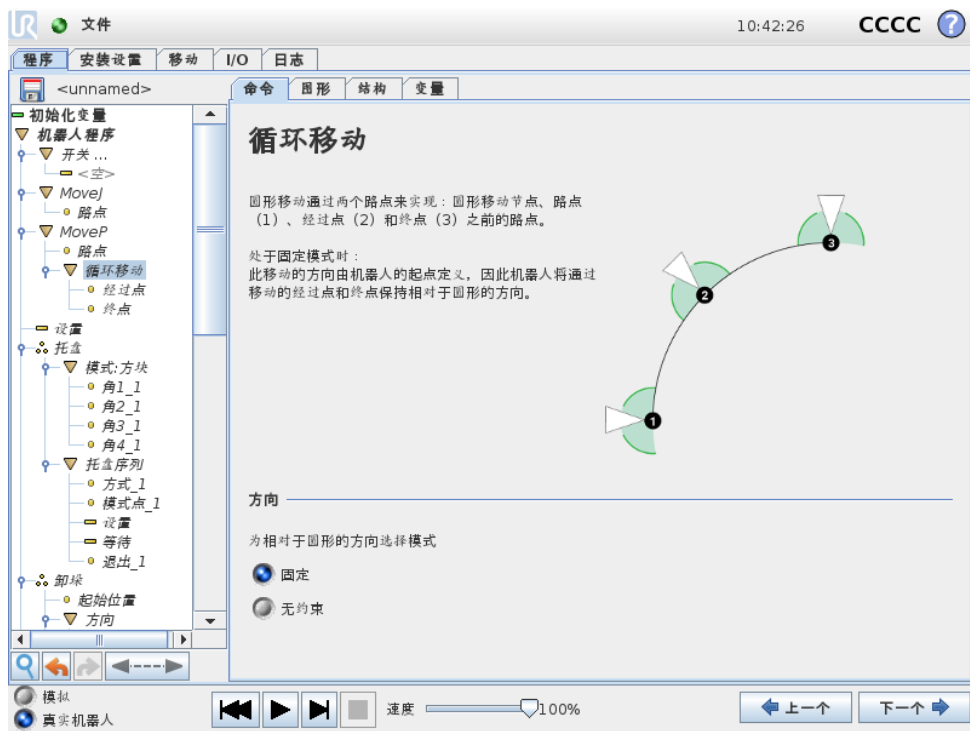 UR
文件
10:42:26
CCCC
?
程序
安装设置
移动
I/O
日志
<unnamed>
命令
图形
结构
变量
初始化变量
机器人程序
开关 ...
<空>
MoveJ
路点
MoveP
路点
循环移动
经过点
终点
设置
托盘
模式:方块
角1_1
角2_1
角3_1
角4_1
托盘序列
方式_1
模式点_1
设置
等待
退出_1
卸垛
起始位置
方向
循环移动
圆形移动通过两个路点来实现：圆形移动节点、路点
（1）、经过点（2）和终点（3）之前的路点。
处于固定模式时：
此移动的方向由机器人的起点定义，因此机器人将通过
移动的经过点和终点保持相对于圆形的方向。
3
2
1
方向
为相对于圆形的方向选择模式
固定
无约束
模拟
真实机器人
速度
100%
上一个
下一个